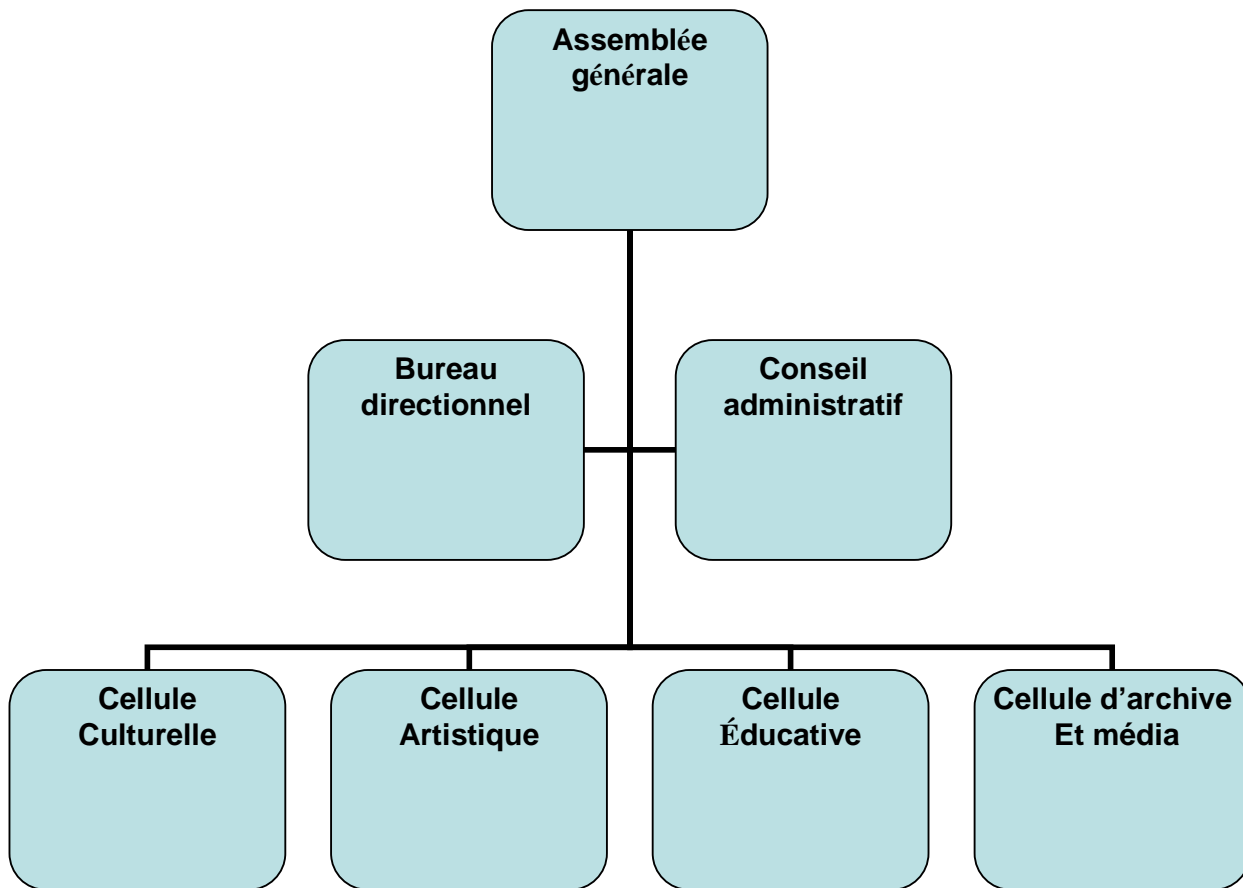 Assemblée
générale
Bureau
directionnel
Conseil
administratif
Cellule
Culturelle
Cellule
Artistique
Cellule
Éducative
Cellule d’archive
Et média